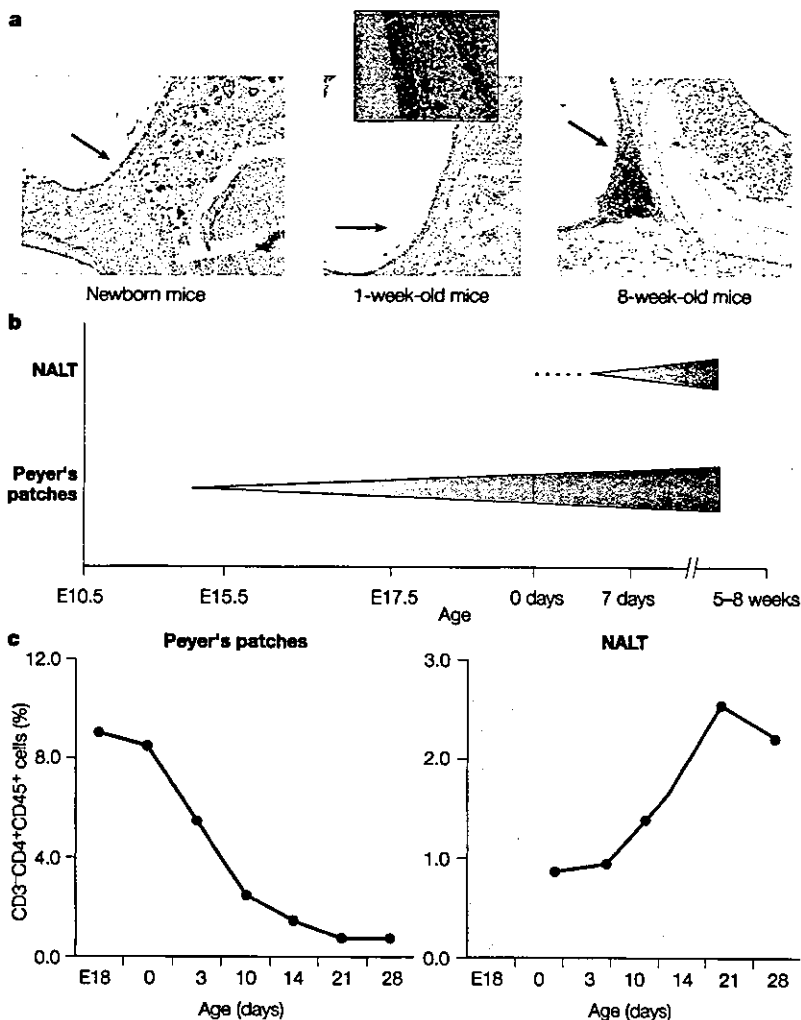 a
Newborn mice
1-week-old mice
8-week-old mice
b
NALT
Peyer's
patches
E10.5 E15.5 E17.5 0 days 7 days 5–8 weeks
Age
c
Peyer's patches
NALT
12.0
8.0
4.0
0.0
CD3⁻CD4⁺CD45⁺ cells (%)
E18 0 3 10 14 21 28
Age (days)
3.0
2.0
1.0
0.0
E18 0 3 10 14 21 28
Age (days)